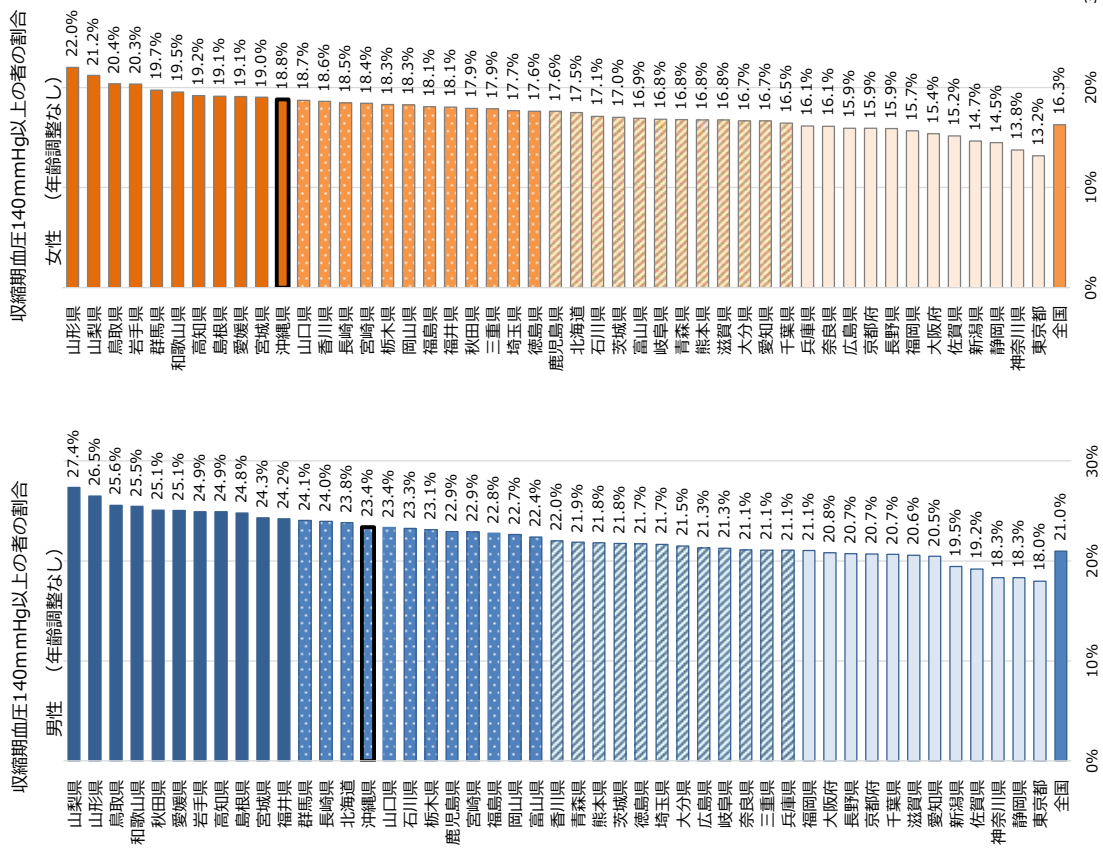 収縮期血圧140mmHg以上の者の割合
男性 (年齢調整なし)
山梨県 27.4%
山形県 26.5%
鳥取県 25.6%
和歌山県 25.5%
秋田県 25.1%
愛媛県 25.1%
岩手県 24.9%
高知県 24.9%
島根県 24.8%
宮城県 24.3%
福井県 24.2%
群馬県 24.1%
長崎県 24.0%
北海道 23.8%
沖縄県 23.4%
山口県 23.4%
石川県 23.3%
栃木県 23.1%
鹿児島県 22.9%
宮崎県 22.9%
福島県 22.8%
岡山県 22.7%
富山県 22.4%
香川県 22.0%
青森県 21.9%
熊本県 21.8%
茨城県 21.8%
徳島県 21.7%
埼玉県 21.7%
大分県 21.5%
広島県 21.3%
岐阜県 21.3%
奈良県 21.1%
三重県 21.1%
兵庫県 21.1%
福岡県 21.1%
大阪府 20.8%
長野県 20.7%
京都府 20.7%
千葉県 20.7%
滋賀県 20.6%
愛知県 20.5%
新潟県 19.5%
佐賀県 19.2%
神奈川県 18.3%
静岡県 18.3%
東京都 18.0%
全国 21.0%
0% 10% 20% 30%
収縮期血圧140mmHg以上の者の割合
女性 (年齢調整なし)
山形県 22.0%
山梨県 21.2%
鳥取県 20.4%
岩手県 20.3%
群馬県 19.7%
和歌山県 19.5%
高知県 19.2%
島根県 19.1%
愛媛県 19.1%
宮城県 19.0%
沖縄県 18.8%
山口県 18.7%
香川県 18.6%
長崎県 18.5%
宮崎県 18.4%
栃木県 18.3%
岡山県 18.3%
福島県 18.1%
福井県 18.1%
秋田県 17.9%
三重県 17.9%
埼玉県 17.7%
徳島県 17.6%
鹿児島県 17.6%
北海道 17.5%
石川県 17.1%
茨城県 17.0%
富山県 16.9%
岐阜県 16.8%
青森県 16.8%
熊本県 16.8%
滋賀県 16.8%
大分県 16.7%
愛知県 16.7%
千葉県 16.5%
兵庫県 16.1%
奈良県 16.1%
広島県 15.9%
京都府 15.9%
長野県 15.9%
福岡県 15.7%
大阪府 15.4%
佐賀県 15.2%
新潟県 14.7%
静岡県 14.5%
神奈川県 13.8%
東京都 13.2%
全国 16.3%
0% 10% 20%